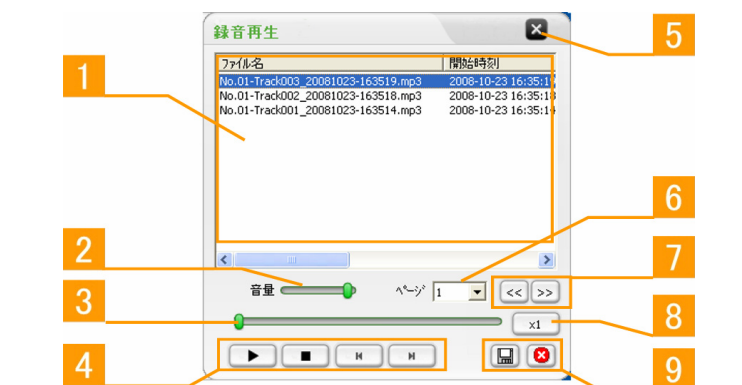 録音再生
5
1
ファイル名 開始時刻
No.01-Track003_20081023-163519.mp3 2008-10-23 16:35:19
No.01-Track002_20081023-163518.mp3 2008-10-23 16:35:18
No.01-Track001_20081023-163514.mp3 2008-10-23 16:35:14
6
2
7
音量 ページ 1 << >>
3
x1 8
4
9